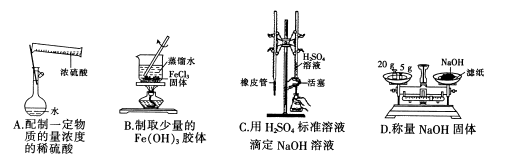 浓硫酸
水
A.配制一定物
质的量浓度
的稀硫酸
蒸馏水
FeCl₃
固体
B.制取少量的
Fe(OH)₃胶体
H₂SO₄
溶液
橡皮管
活塞
C.用H₂SO₄标准溶液
滴定NaOH溶液
20 g 5 g
NaOH
滤纸
D.称量NaOH固体